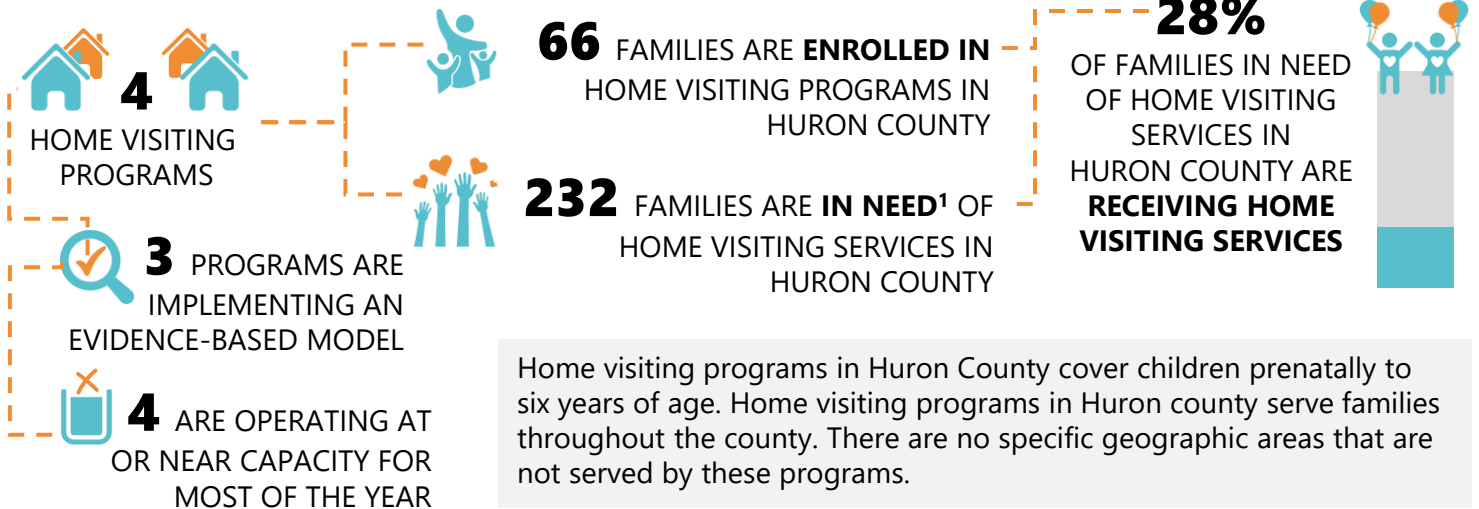 4
HOME VISITING
PROGRAMS
3 PROGRAMS ARE
IMPLEMENTING AN
EVIDENCE-BASED MODEL
4 ARE OPERATING AT
OR NEAR CAPACITY FOR
MOST OF THE YEAR
66 FAMILIES ARE ENROLLED IN
HOME VISITING PROGRAMS IN
HURON COUNTY
232 FAMILIES ARE IN NEED¹ OF
HOME VISITING SERVICES IN
HURON COUNTY
28%
OF FAMILIES IN NEED
OF HOME VISITING
SERVICES IN
HURON COUNTY ARE
RECEIVING HOME
VISITING SERVICES
Home visiting programs in Huron County cover children prenatally to
six years of age. Home visiting programs in Huron county serve families
throughout the county. There are no specific geographic areas that are
not served by these programs.